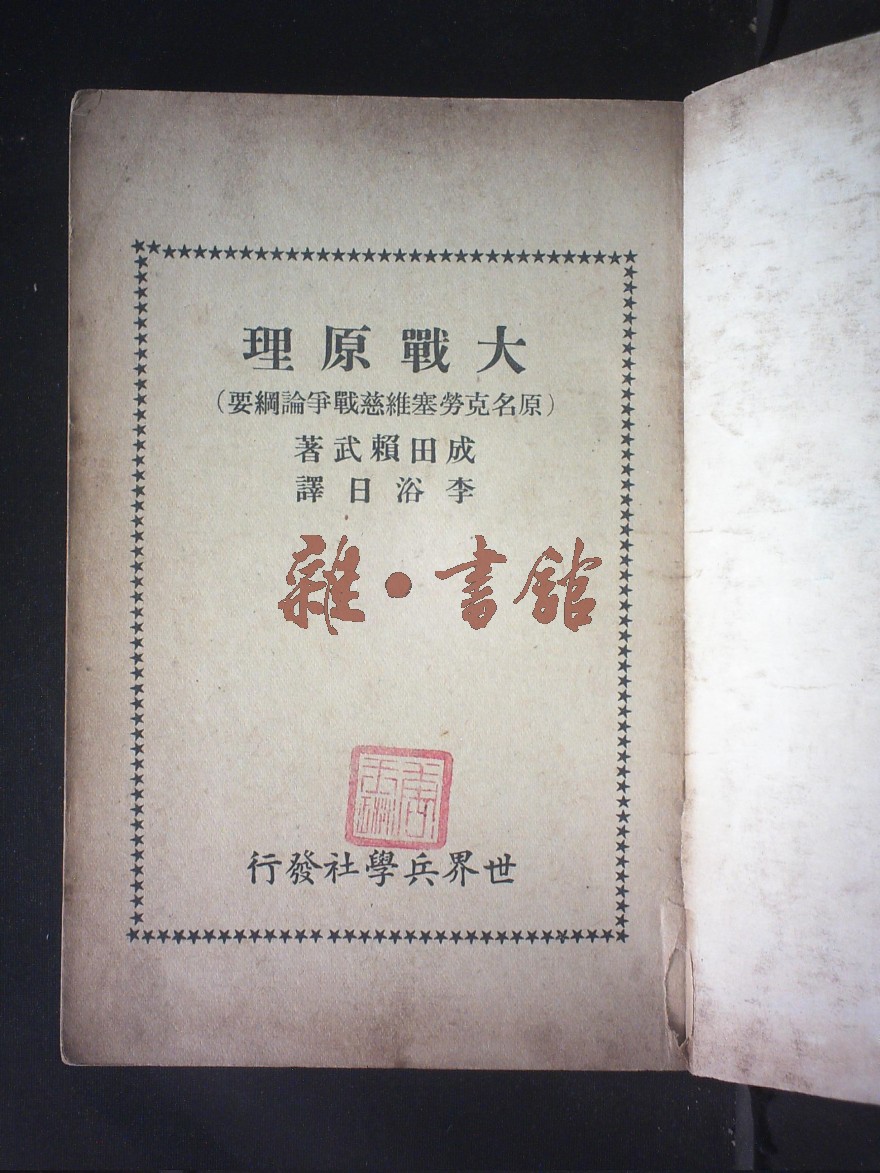 大戰原理
（原名克勞塞維慈戰爭論綱要）
成田賴武著
李浴日譯
雜·書館
世界兵學社發行